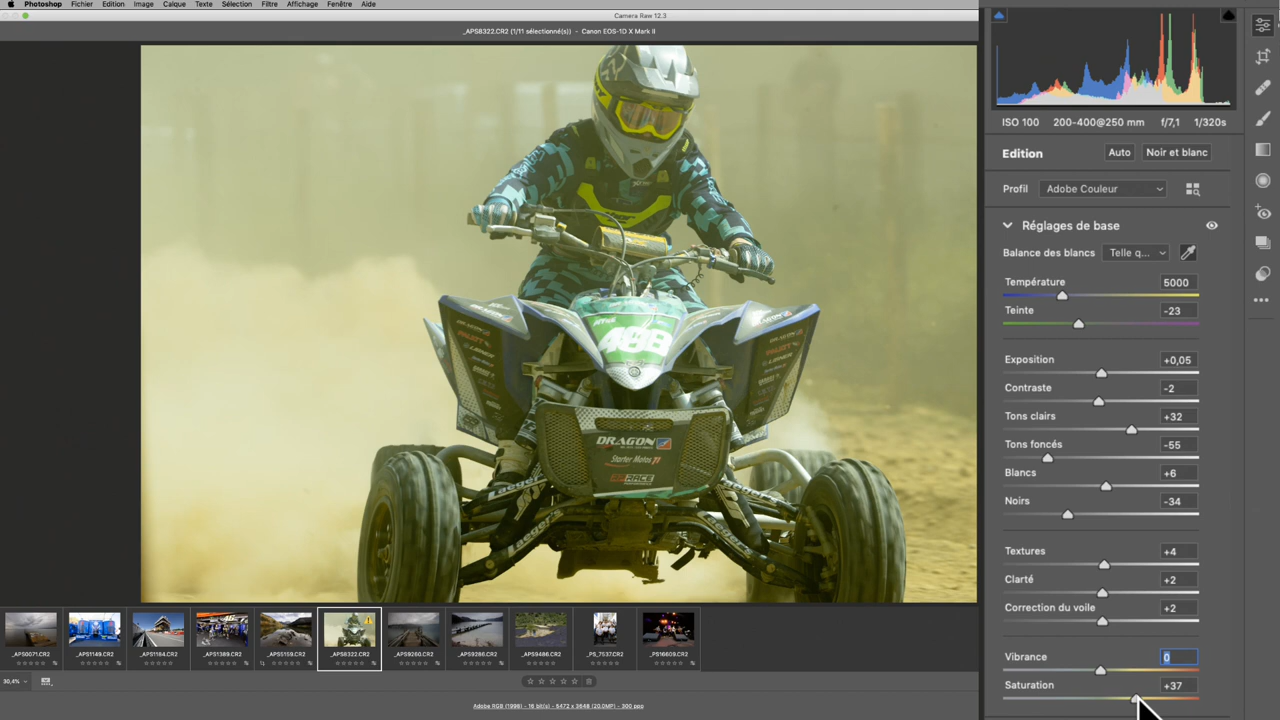 Photoshop Fichier Edition Image Calque Texte Sélection Filtre Affichage Fenêtre Aide
Camera Raw 12.3
_APS8322.CR2 (1/11 sélectionné(s)) - Canon EOS-1D X Mark II
ISO 100 200-400@250 mm f/7,1 1/320s
Edition Auto Noir et blanc
Profil Adobe Couleur
Réglages de base
Balance des blancs Telle q...
Température 5000
Teinte -23
Exposition +0,05
Contraste -2
Tons clairs +32
Tons foncés -55
Blancs +6
Noirs -34
Textures +4
Clarté +2
Correction du voile +2
Vibrance 0
Saturation +37
THOR
488
DRAGON
Starter Motos
RACE
Laeger's
Laeger's
_APS0071.CR2 _APS1149.CR2 _APS1164.CR2 _APS1389.CR2 _APS5159.CR2 _APS8322.CR2 _APS9260.CR2 _APS9286.CR2 _APS9486.CR2 _PS_7537.CR2 _PS16609.CR2
30,4%
Adobe RGB (1998) - 16 bit(s) - 5472 x 3648 (20,0MP) - 300 ppp